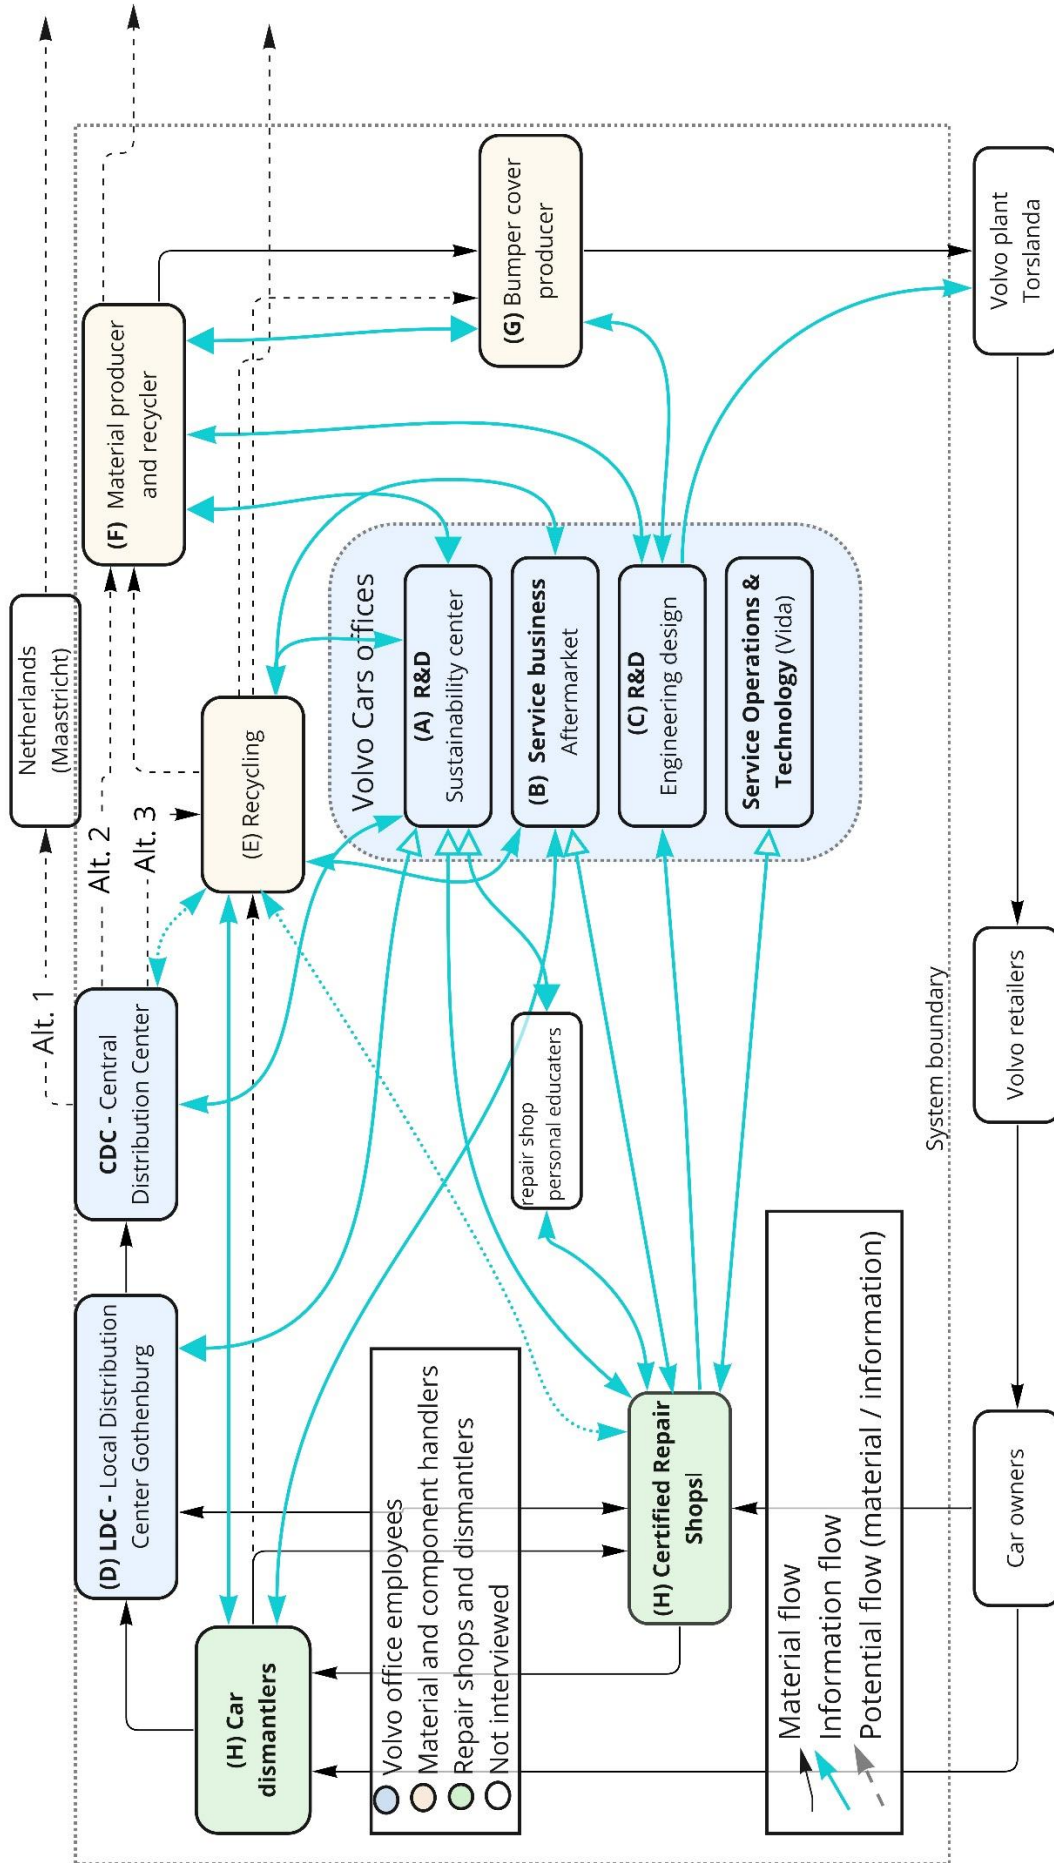 Netherlands
(Maastricht)
Alt. 1
Alt. 2
Alt. 3
(D) LDC - Local Distribution
Center Gothenburg
CDC - Central
Distribution Center
(F) Material producer
and recycler
(H) Car
dismantlers
(E) Recycling
Volvo Cars offices
(A) R&D
Sustainability center
(B) Service business
Aftermarket
(C) R&D
Engineering design
Service Operations &
Technology (Vida)
(G) Bumper cover
producer
repair shop
personal educaters
Volvo office employees
Material and component handlers
Repair shops and dismantlers
Not interviewed
(H) Certified Repair
Shops|
Material flow
Information flow
Potential flow (material / information)
System boundary
Car owners
Volvo retailers
Volvo plant
Torslanda